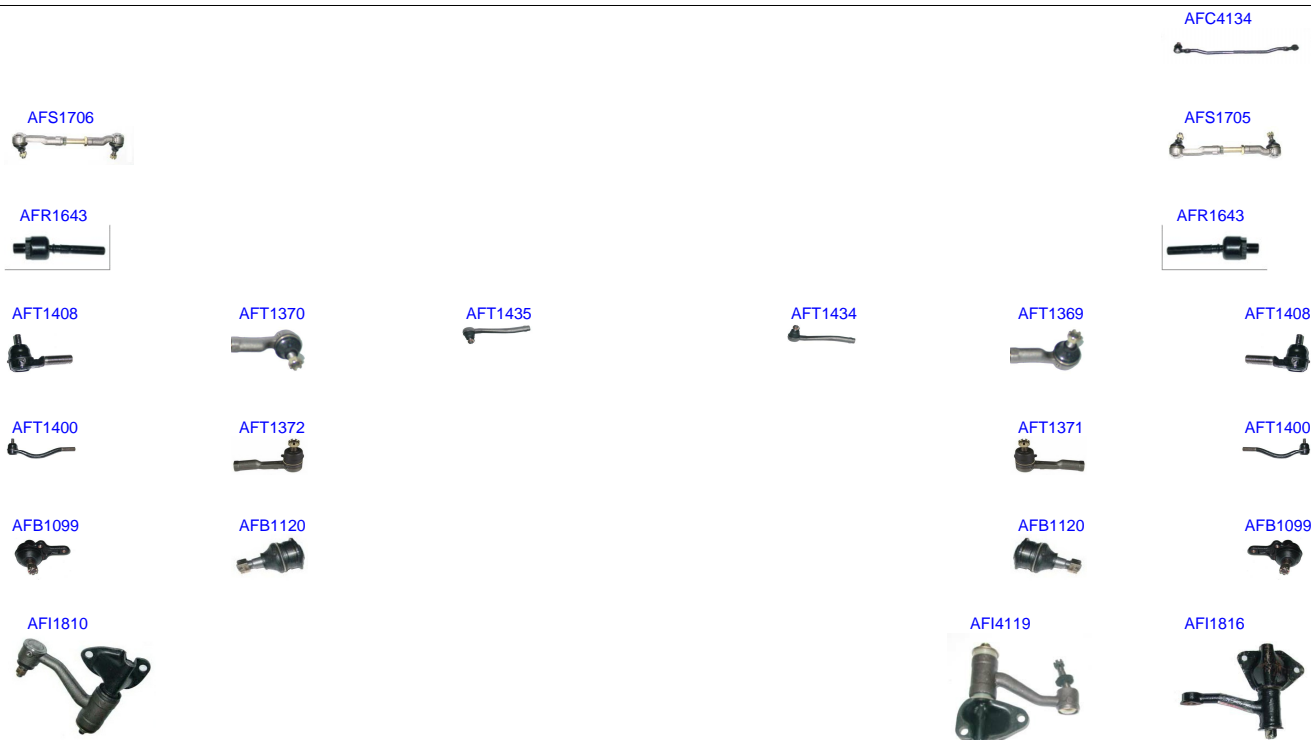 AFC4134
AFS1706 AFS1705
AFR1643 AFR1643
AFT1408 AFT1370 AFT1435 AFT1434 AFT1369 AFT1408
AFT1400 AFT1372 AFT1371 AFT1400
AFB1099 AFB1120 AFB1120 AFB1099
AFI1810 AFI4119 AFI1816